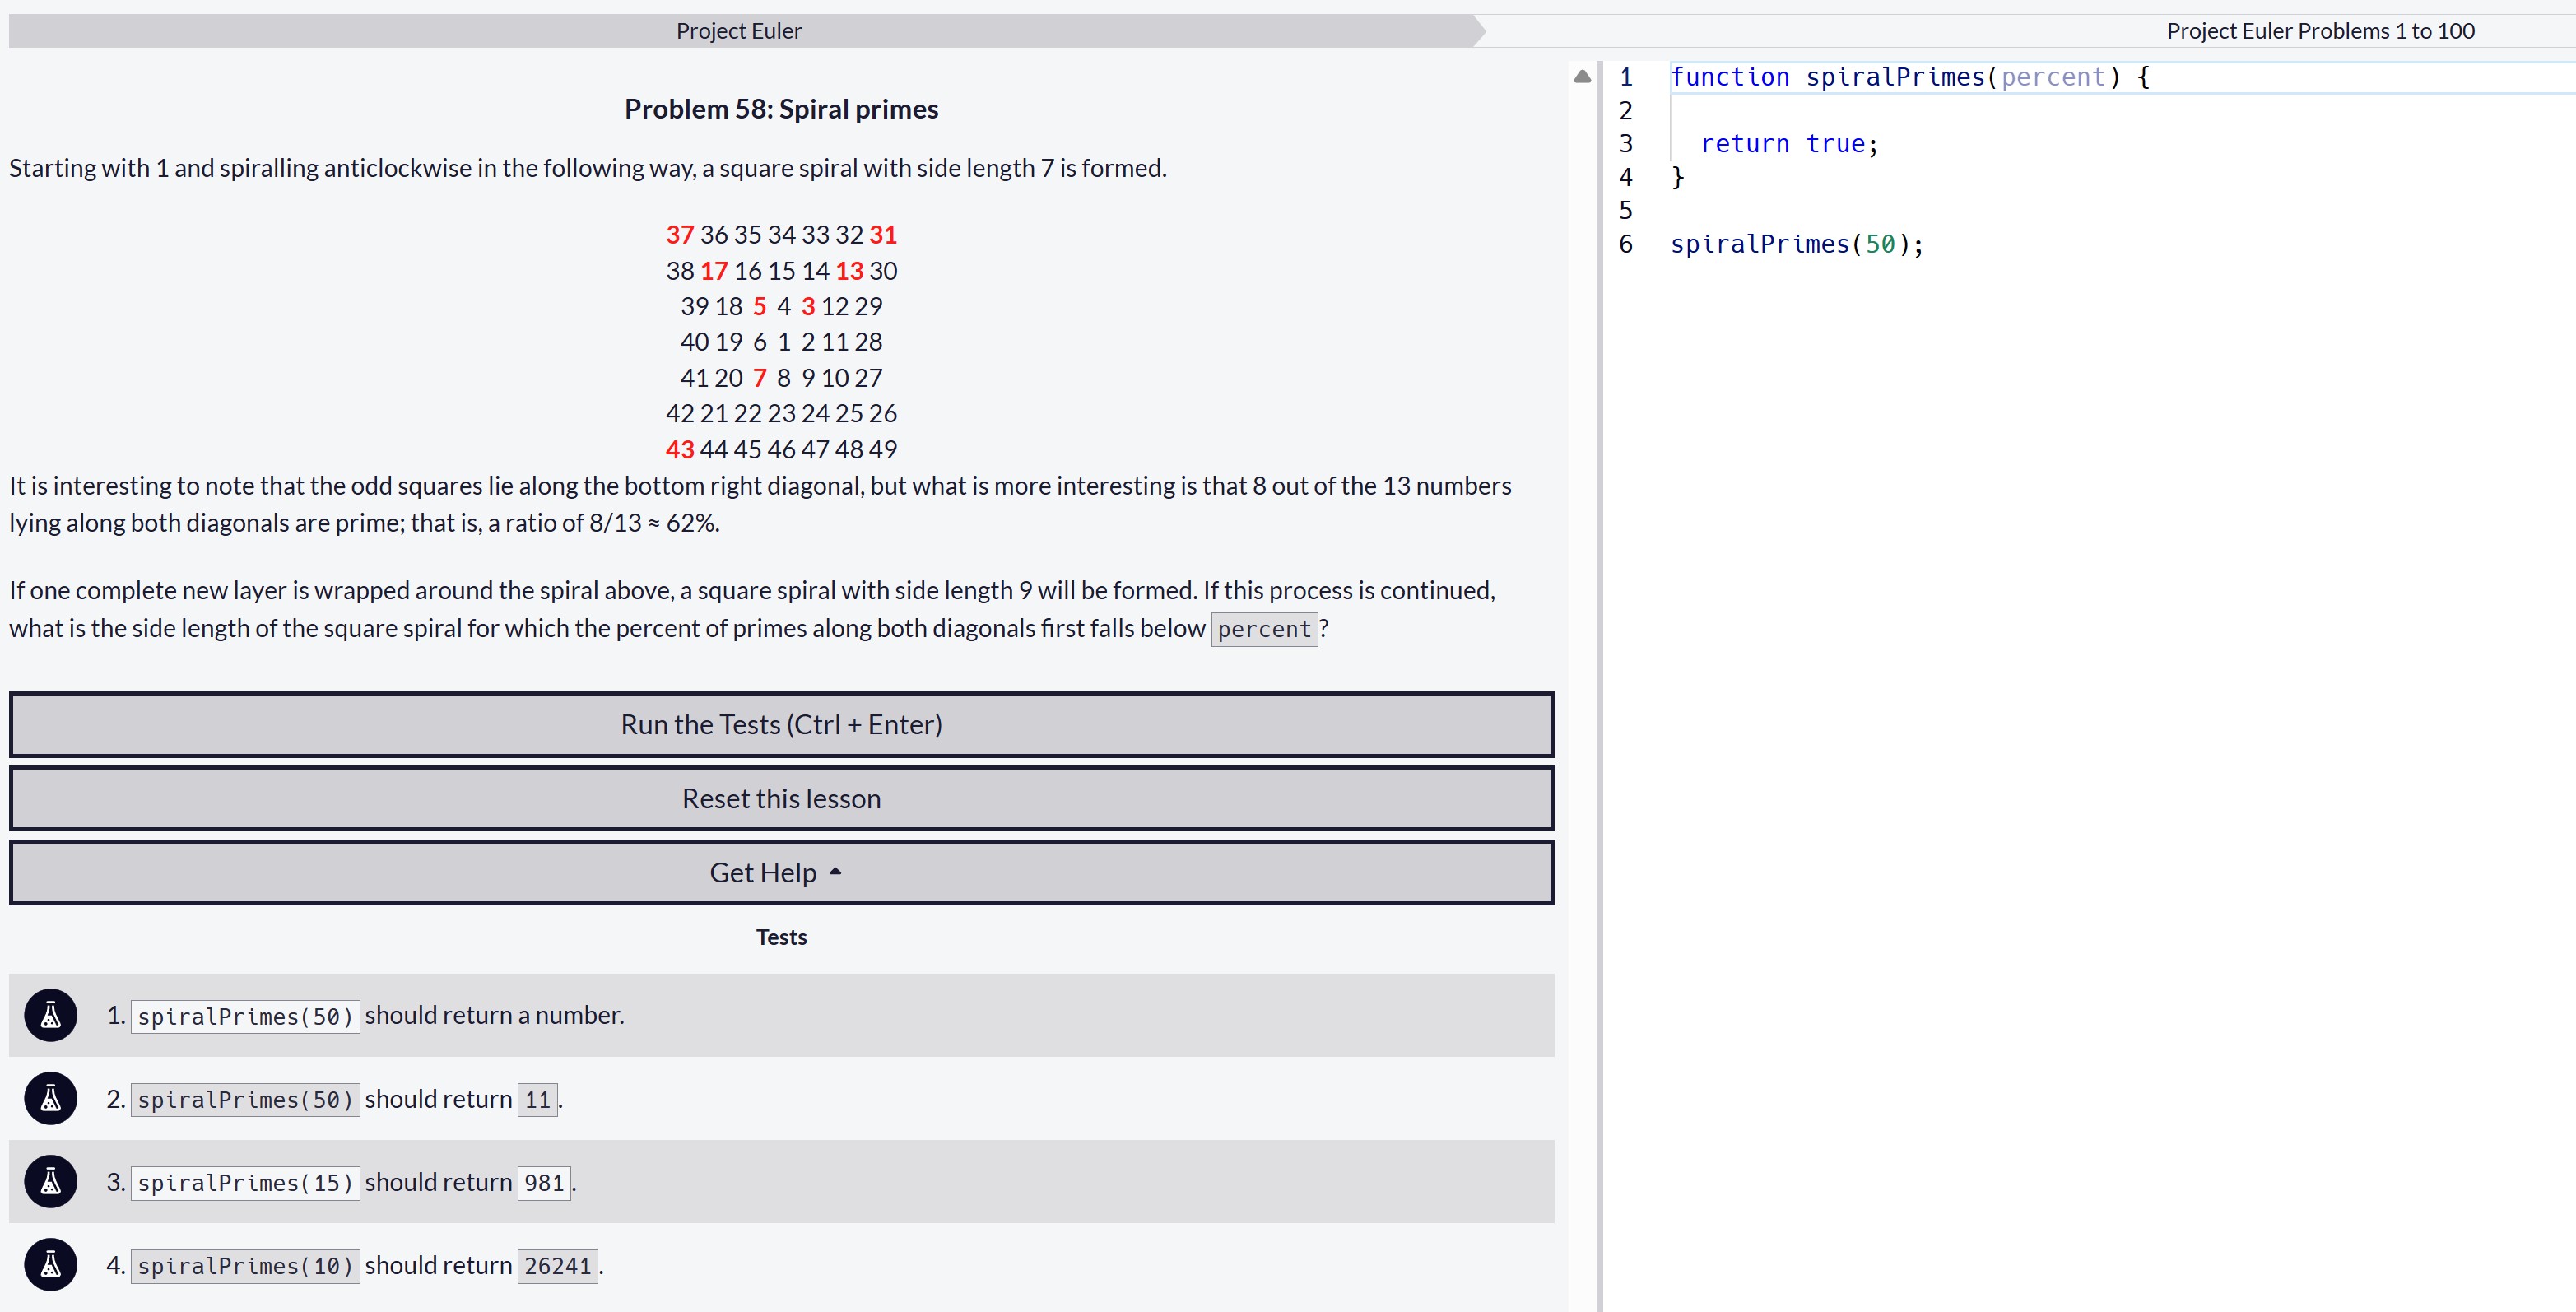 Project Euler
Project Euler Problems 1 to 100
Problem 58: Spiral primes
Starting with 1 and spiralling anticlockwise in the following way, a square spiral with side length 7 is formed.
37 36 35 34 33 32 31
38 17 16 15 14 13 30
39 18 5 4 3 12 29
40 19 6 1 2 11 28
41 20 7 8 9 10 27
42 21 22 23 24 25 26
43 44 45 46 47 48 49
It is interesting to note that the odd squares lie along the bottom right diagonal, but what is more interesting is that 8 out of the 13 numbers
lying along both diagonals are prime; that is, a ratio of 8/13 ≈ 62%.
If one complete new layer is wrapped around the spiral above, a square spiral with side length 9 will be formed. If this process is continued,
what is the side length of the square spiral for which the percent of primes along both diagonals first falls below percent?
Run the Tests (Ctrl + Enter)
Reset this lesson
Get Help
Tests
1. spiralPrimes(50) should return a number.
2. spiralPrimes(50) should return 11.
3. spiralPrimes(15) should return 981.
4. spiralPrimes(10) should return 26241.
1 function spiralPrimes(percent) {
2
3   return true;
4 }
5
6 spiralPrimes(50);